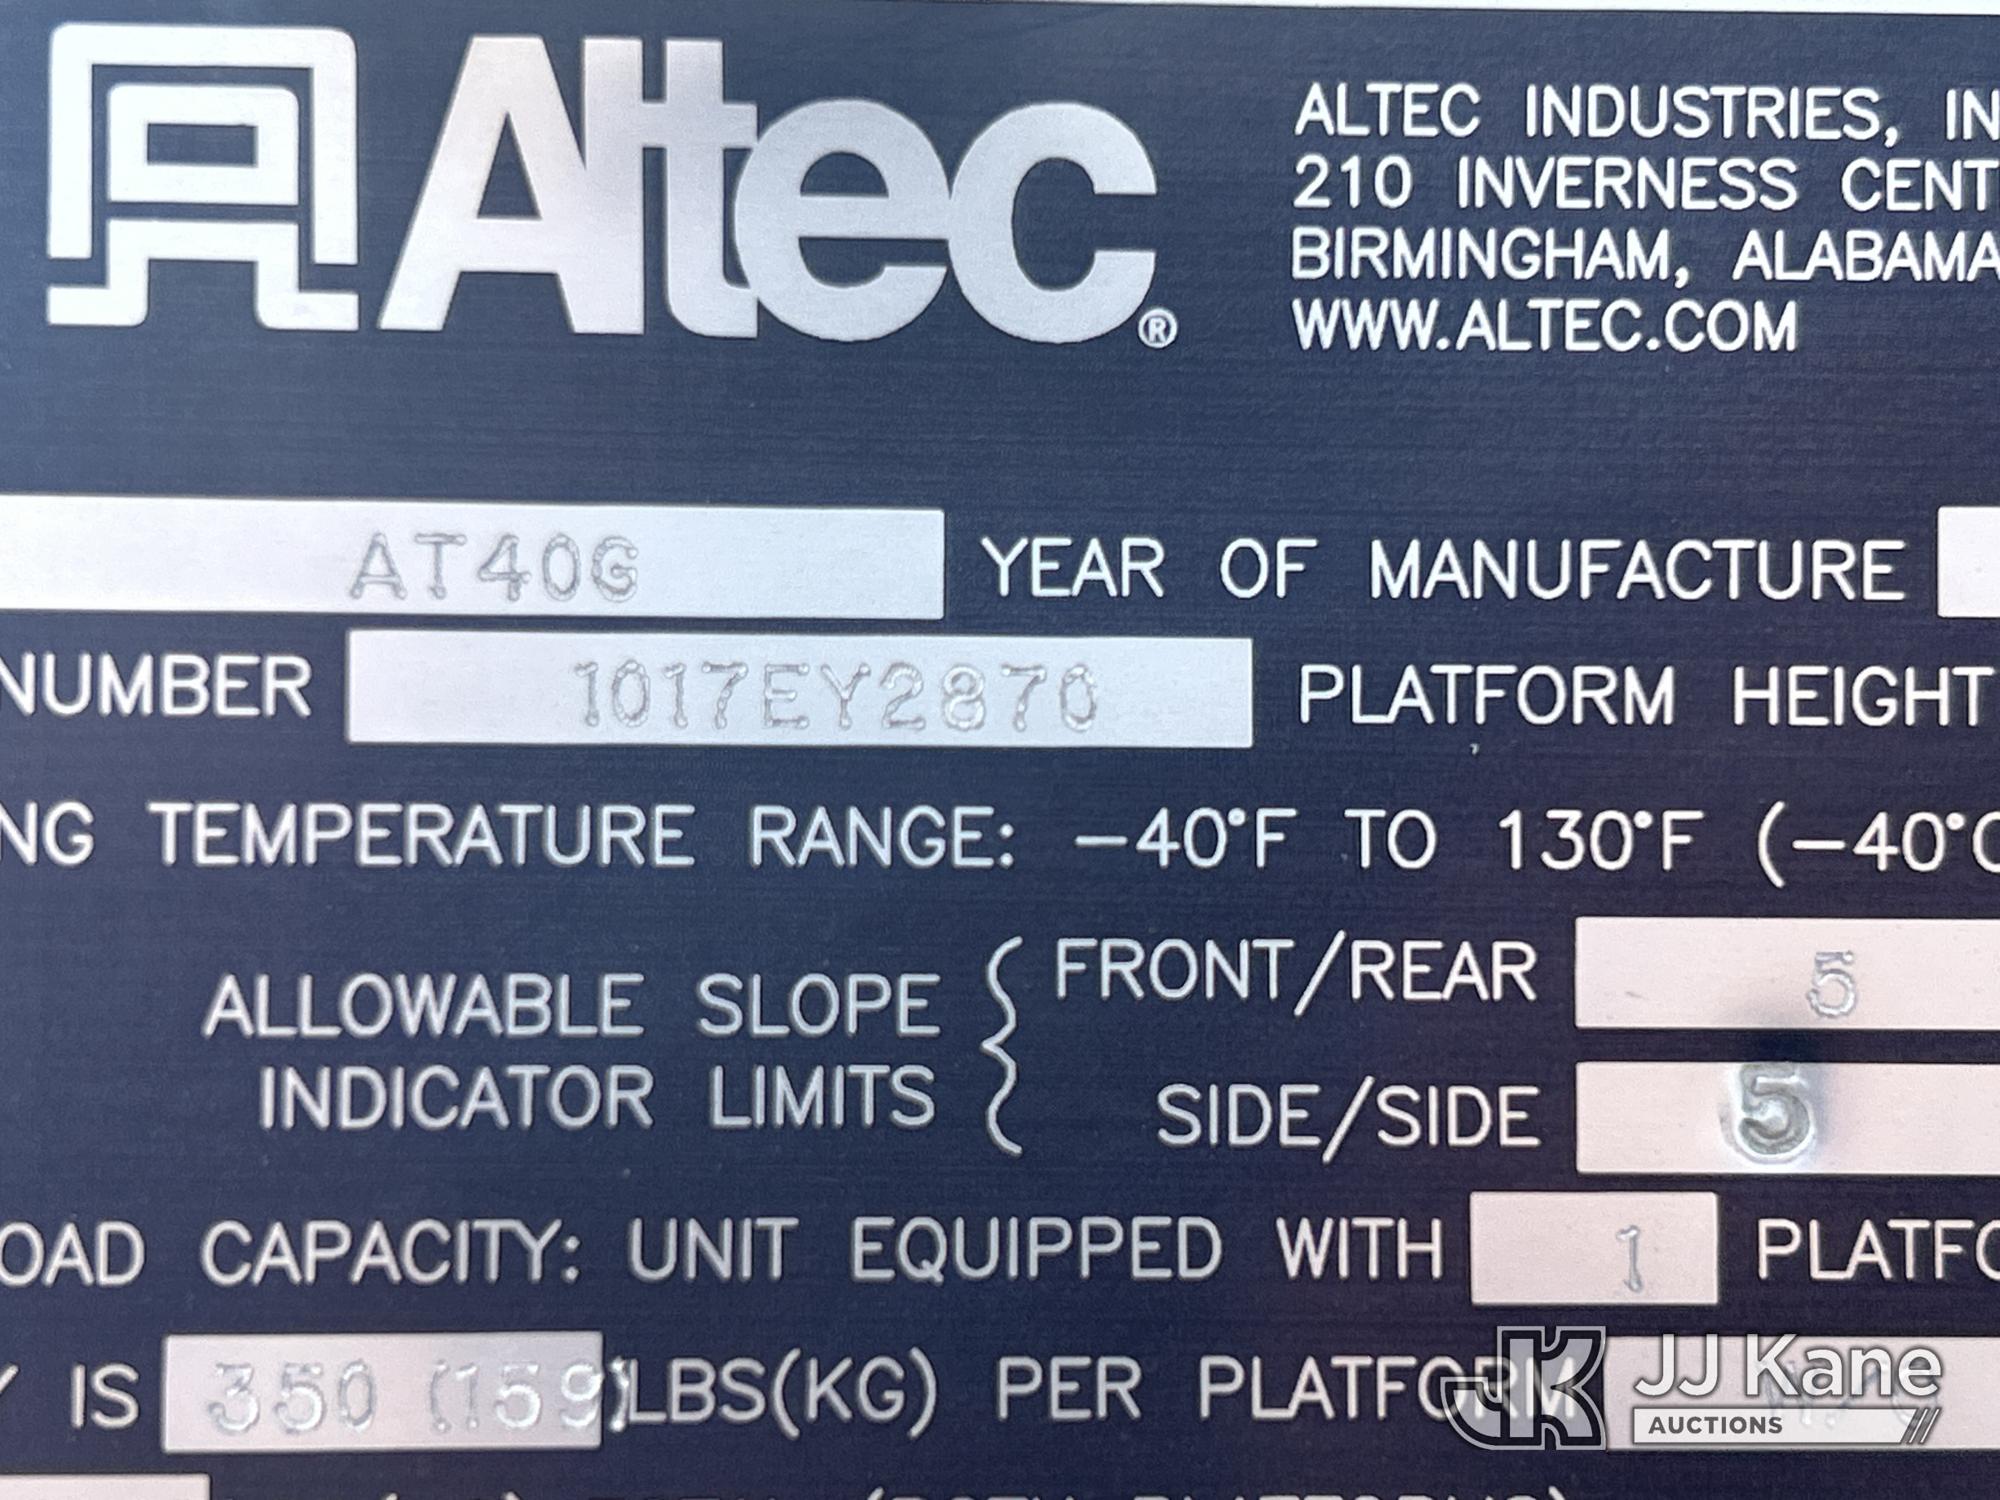 Altec®
ALTEC INDUSTRIES, IN
210 INVERNESS CENT
BIRMINGHAM, ALABAMA
WWW.ALTEC.COM
AT40G YEAR OF MANUFACTURE
NUMBER 1017EY2870 PLATFORM HEIGHT
NG TEMPERATURE RANGE: -40°F TO 130°F (-40°C
ALLOWABLE SLOPE
INDICATOR LIMITS
FRONT/REAR 5
SIDE/SIDE 5
OAD CAPACITY: UNIT EQUIPPED WITH 1 PLATFO
Y IS 350 (159) LBS(KG) PER PLATFORM
JJ Kane
AUCTIONS